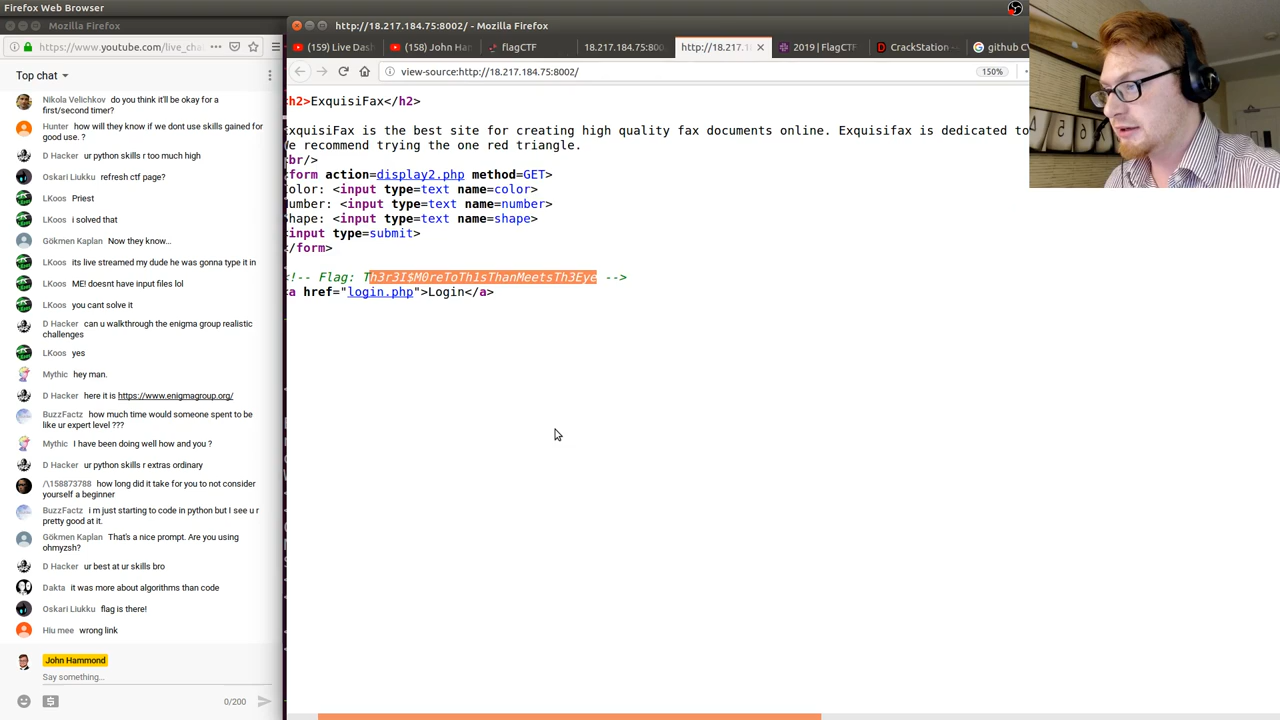 Firefox Web Browser
Mozilla Firefox
http://18.217.184.75:8002/ - Mozilla Firefox
https://www.youtube.com/live_cha
(159) Live Das
(158) John Ha
flagCTF
18.217.184.75:800
http://18.217.1
2019 | FlagCTF
CrackStation
github C
view-source:http://18.217.184.75:8002/
150%
Top chat
Nikola Velichkov do you think it'll be okay for a
first/second timer?
Hunter how will they know if we dont use skills gained for
good use. ?
D Hacker ur python skills r too much high
Oskari Liukku refresh ctf page?
LKoos Priest
LKoos i solved that
Gökmen Kaplan Now they know...
LKoos its live streamed my dude he was gonna type it in
LKoos ME! doesnt have input files lol
LKoos you cant solve it
D Hacker can u walkthrough the enigma group realistic
challenges
LKoos yes
Mythic hey man.
D Hacker here it is https://www.enigmagroup.org/
BuzzFactz how much time would someone spent to be
like ur expert level ???
Mythic I have been doing well how and you ?
D Hacker ur python skills r extras ordinary
/\158873788 how long did it take for you to not consider
yourself a beginner
BuzzFactz i m just starting to code in python but I see u r
pretty good at it.
Gökmen Kaplan That's a nice prompt. Are you using
ohmyzsh?
D Hacker ur best at ur skills bro
Dakta it was more about algorithms than code
Oskari Liukku flag is there!
Hiu mee wrong link
John Hammond
Say something...
0/200
h2>ExquisiFax</h2>
xquisiFax is the best site for creating high quality fax documents online. Exquisifax is dedicated to
e recommend trying the one red triangle.
br/>
form action=display2.php method=GET>
olor: <input type=text name=color>
umber: <input type=text name=number>
hape: <input type=text name=shape>
input type=submit>
/form>
!-- Flag: Th3r3I$M0reToTh1sThanMeetsTh3Eye -->
a href="login.php">Login</a>